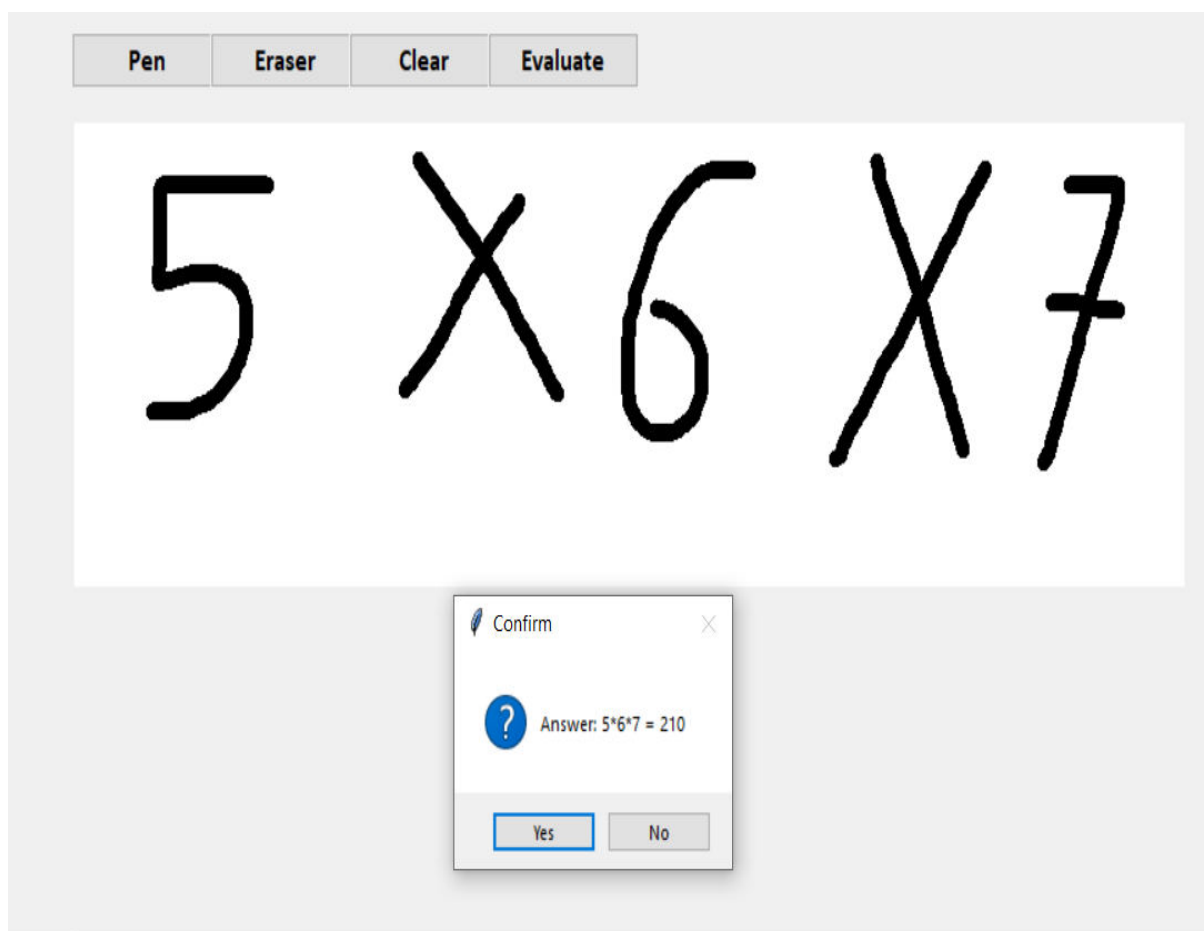 Pen Eraser Clear Evaluate
5 X 6 X 7
Confirm
? Answer: 5*6*7 = 210
Yes No